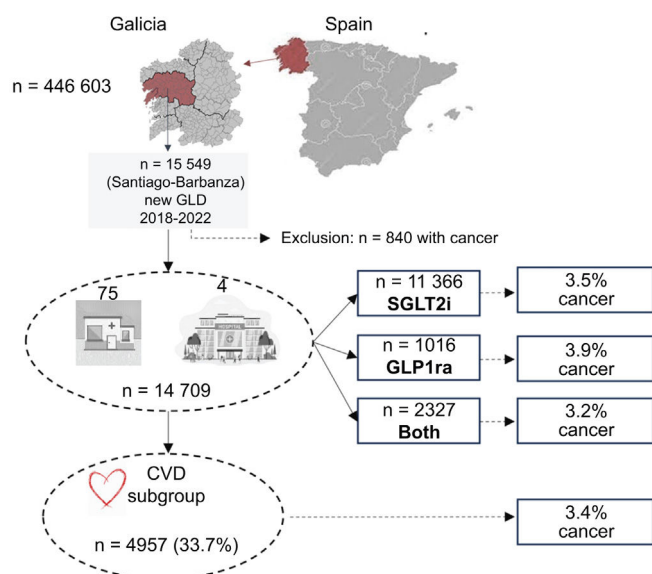 Galicia
Spain
n = 446 603
n = 15 549
(Santiago-Barbanza)
new GLD
2018-2022
Exclusion: n = 840 with cancer
75
4
HOSPITAL
n = 14 709
n = 11 366
SGLT2i
3.5%
cancer
n = 1016
GLP1ra
3.9%
cancer
n = 2327
Both
3.2%
cancer
CVD
subgroup
n = 4957 (33.7%)
3.4%
cancer